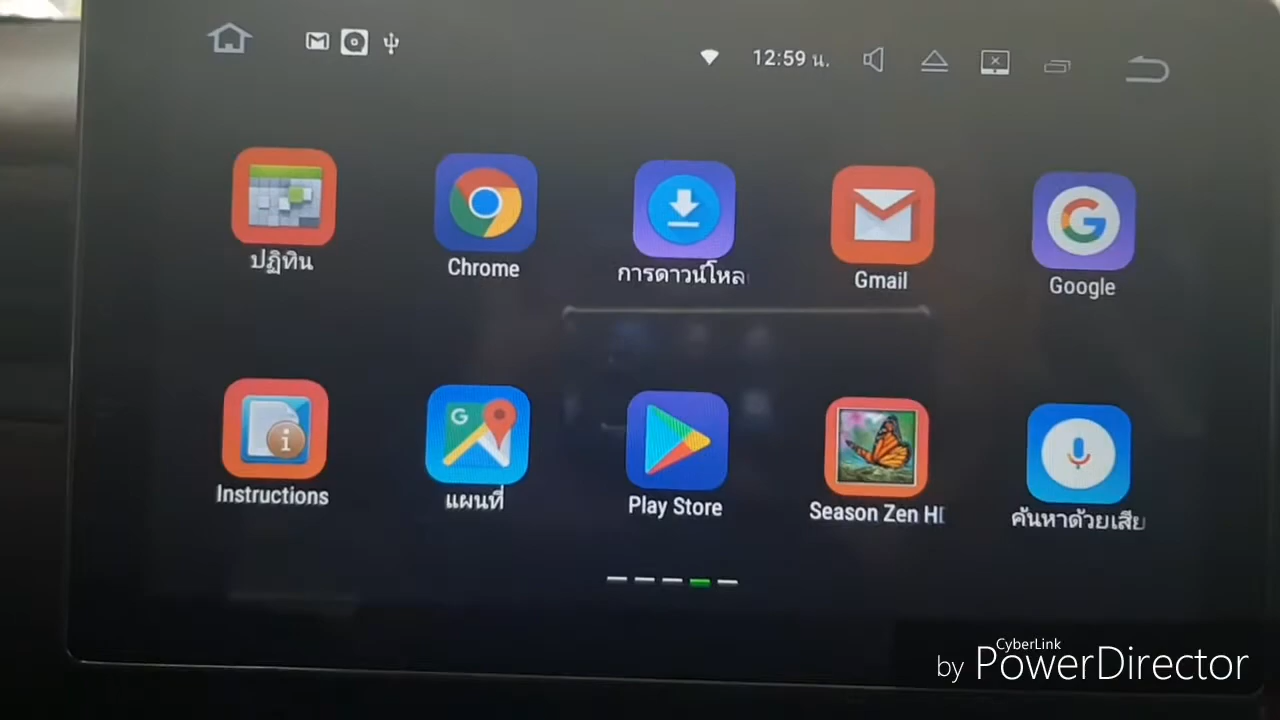 12:59 น.
ปฏิทิน
Chrome
การดาวน์โหล
Gmail
Google
Instructions
แผนที่
Play Store
Season Zen HD
ค้นหาด้วยเสีย
CyberLink
by PowerDirector